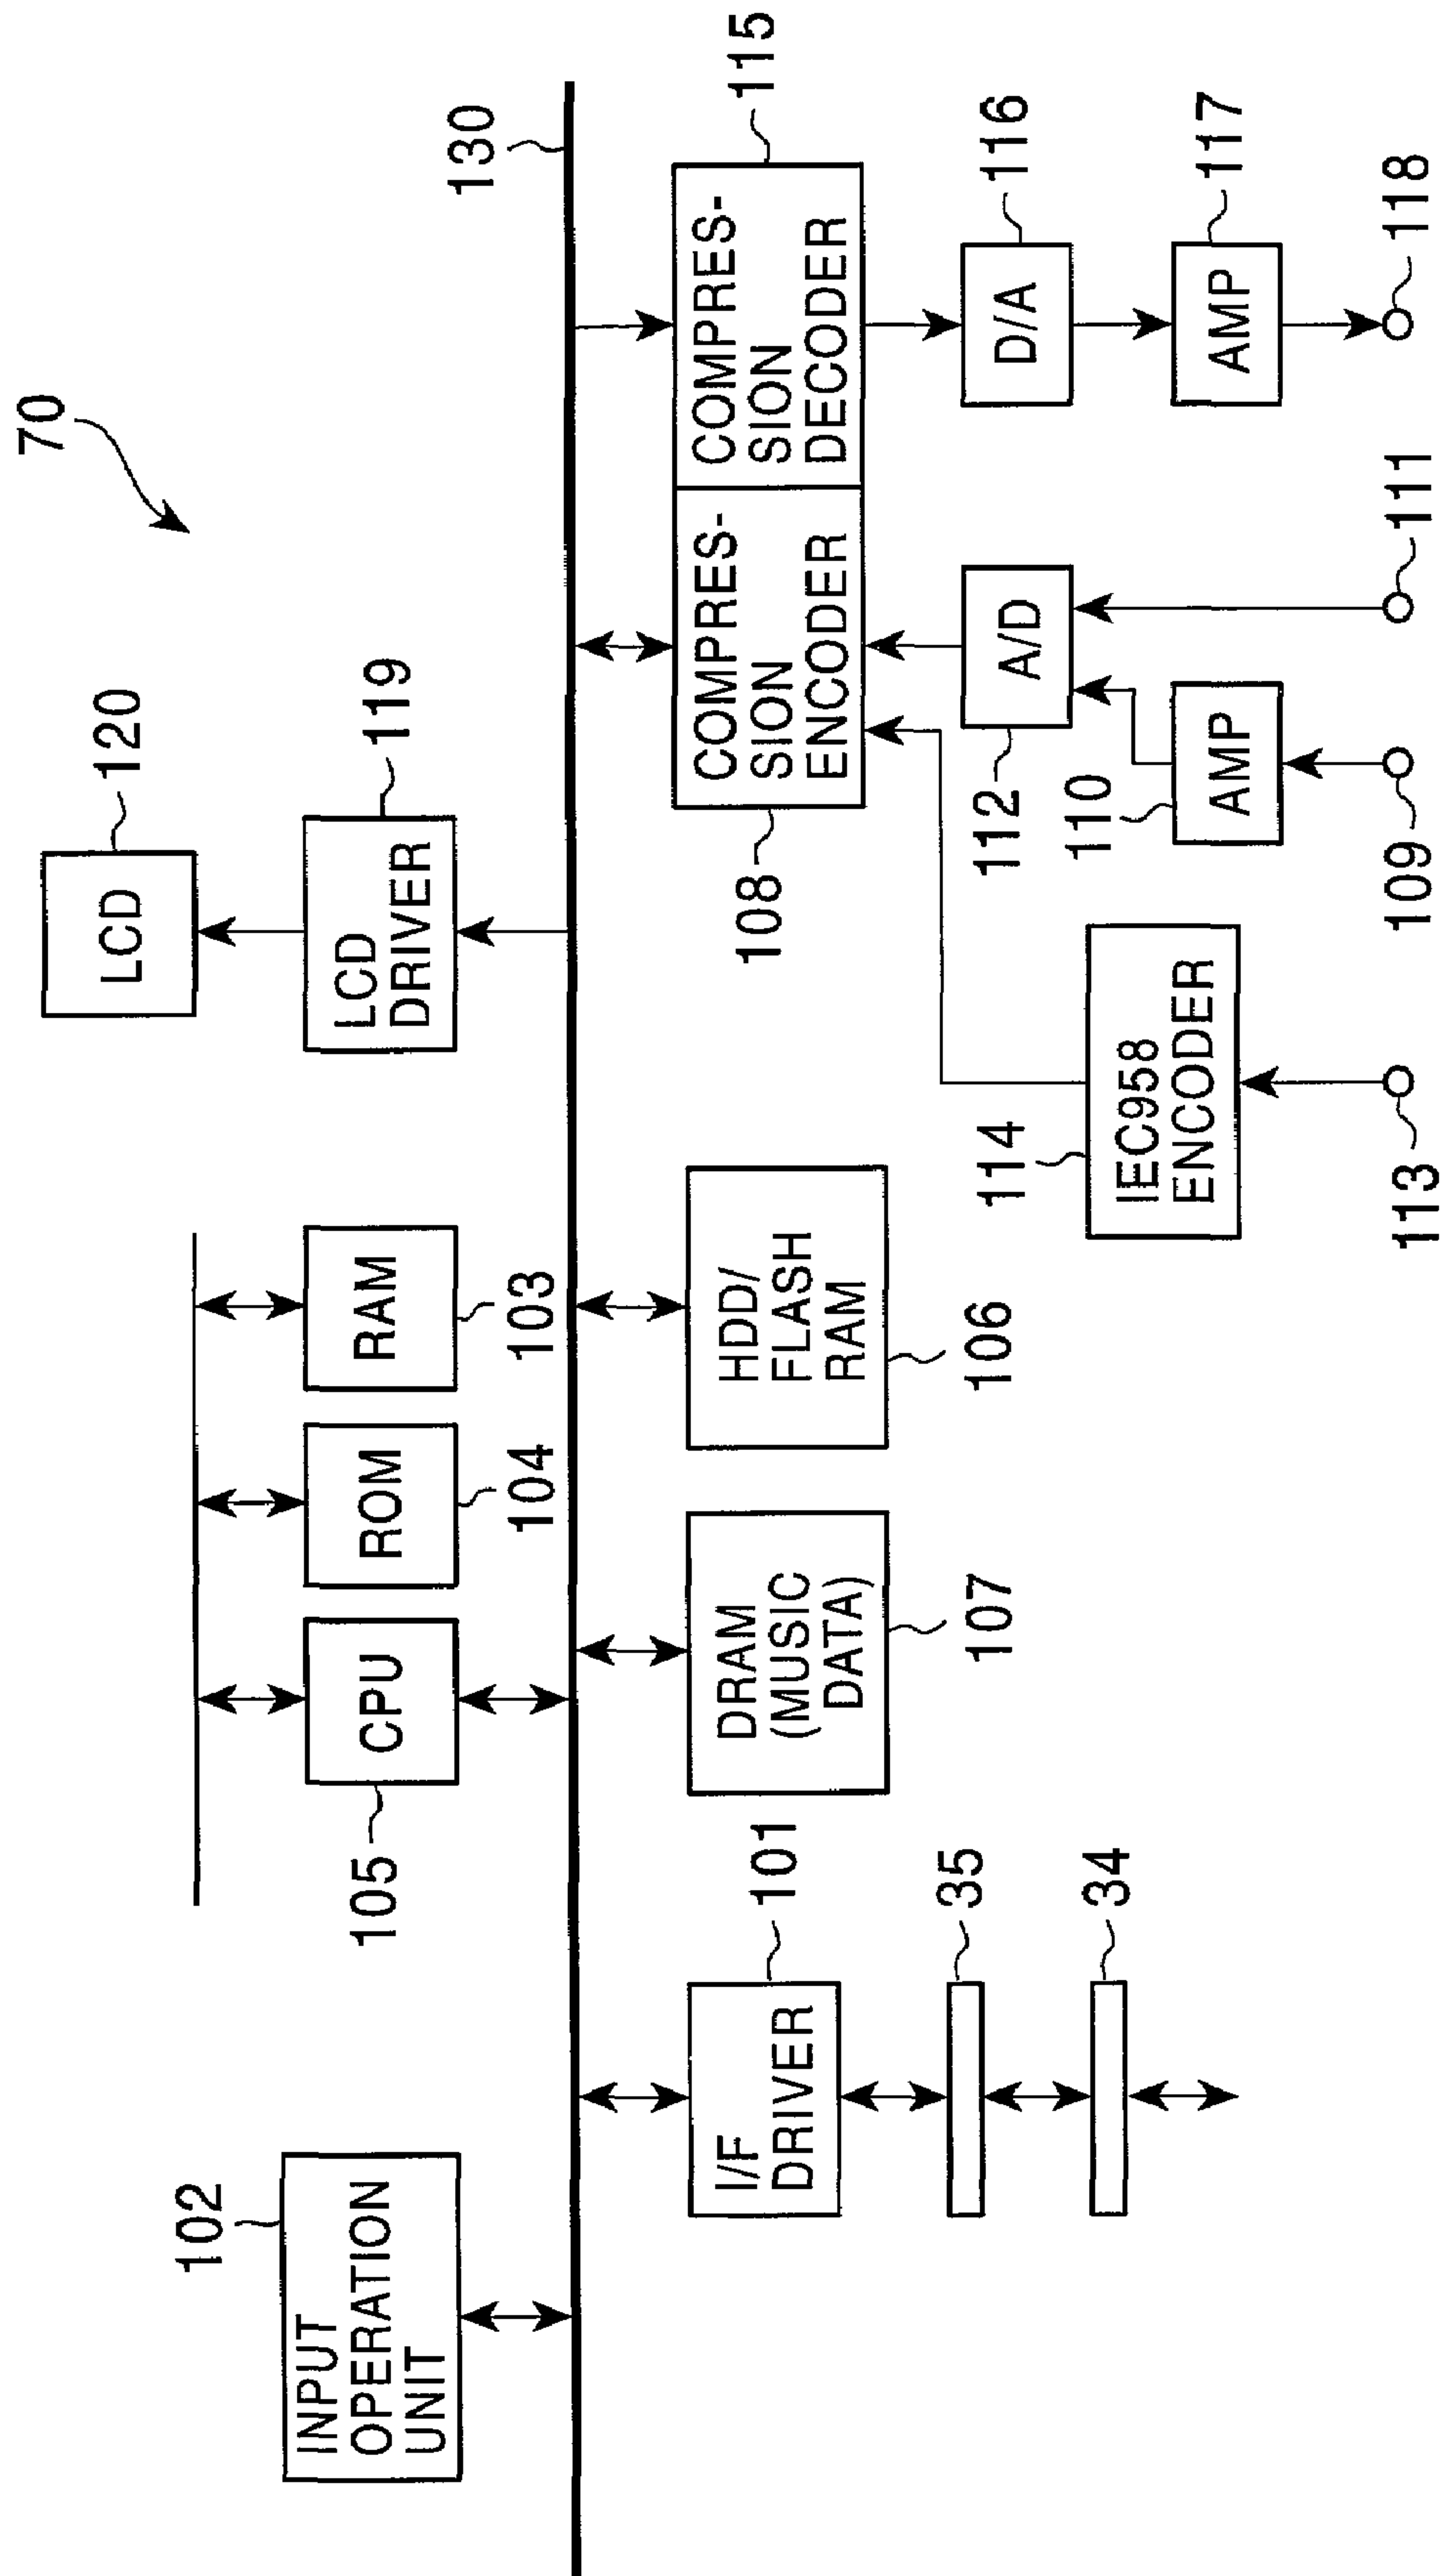 70
LCD
120
LCD
DRIVER
119
130
INPUT
OPERATION
UNIT
102
CPU
105
ROM
104
RAM
103
I/F
DRIVER
101
35
34
DRAM
(MUSIC
DATA)
107
HDD/
FLASH
RAM
106
COMPRES-
SION
ENCODER
108
COMPRES-
SION
DECODER
115
IEC958
ENCODER
114
113
A/D
112
AMP
110
109
111
D/A
116
AMP
117
118